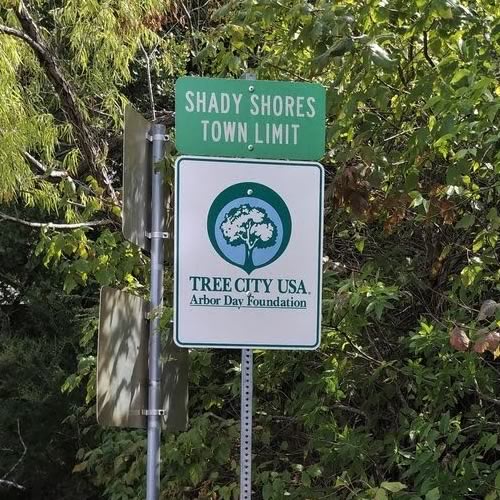 SHADY SHORES
TOWN LIMIT
TREE CITY USA®
Arbor Day Foundation